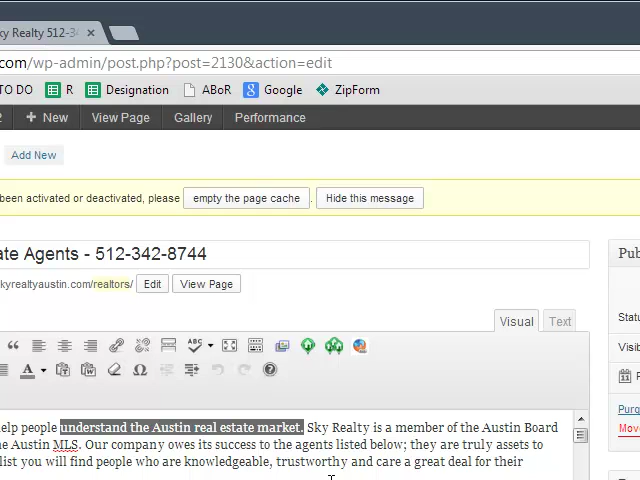 ky Realty 512-34
com/wp-admin/post.php?post=2130&action=edit
TO DO R Designation ABoR Google ZipForm
+ New View Page Gallery Performance
Add New
been activated or deactivated, please empty the page cache . Hide this message
ate Agents - 512-342-8744
kyrealtyaustin.com/realtors/ Edit View Page
Visual Text
Pub
Statu
Visib
P
Purg
Move
ABC
A
elp people understand the Austin real estate market. Sky Realty is a member of the Austin Board
e Austin MLS. Our company owes its success to the agents listed below; they are truly assets to
list you will find people who are knowledgeable, trustworthy and care a great deal for their